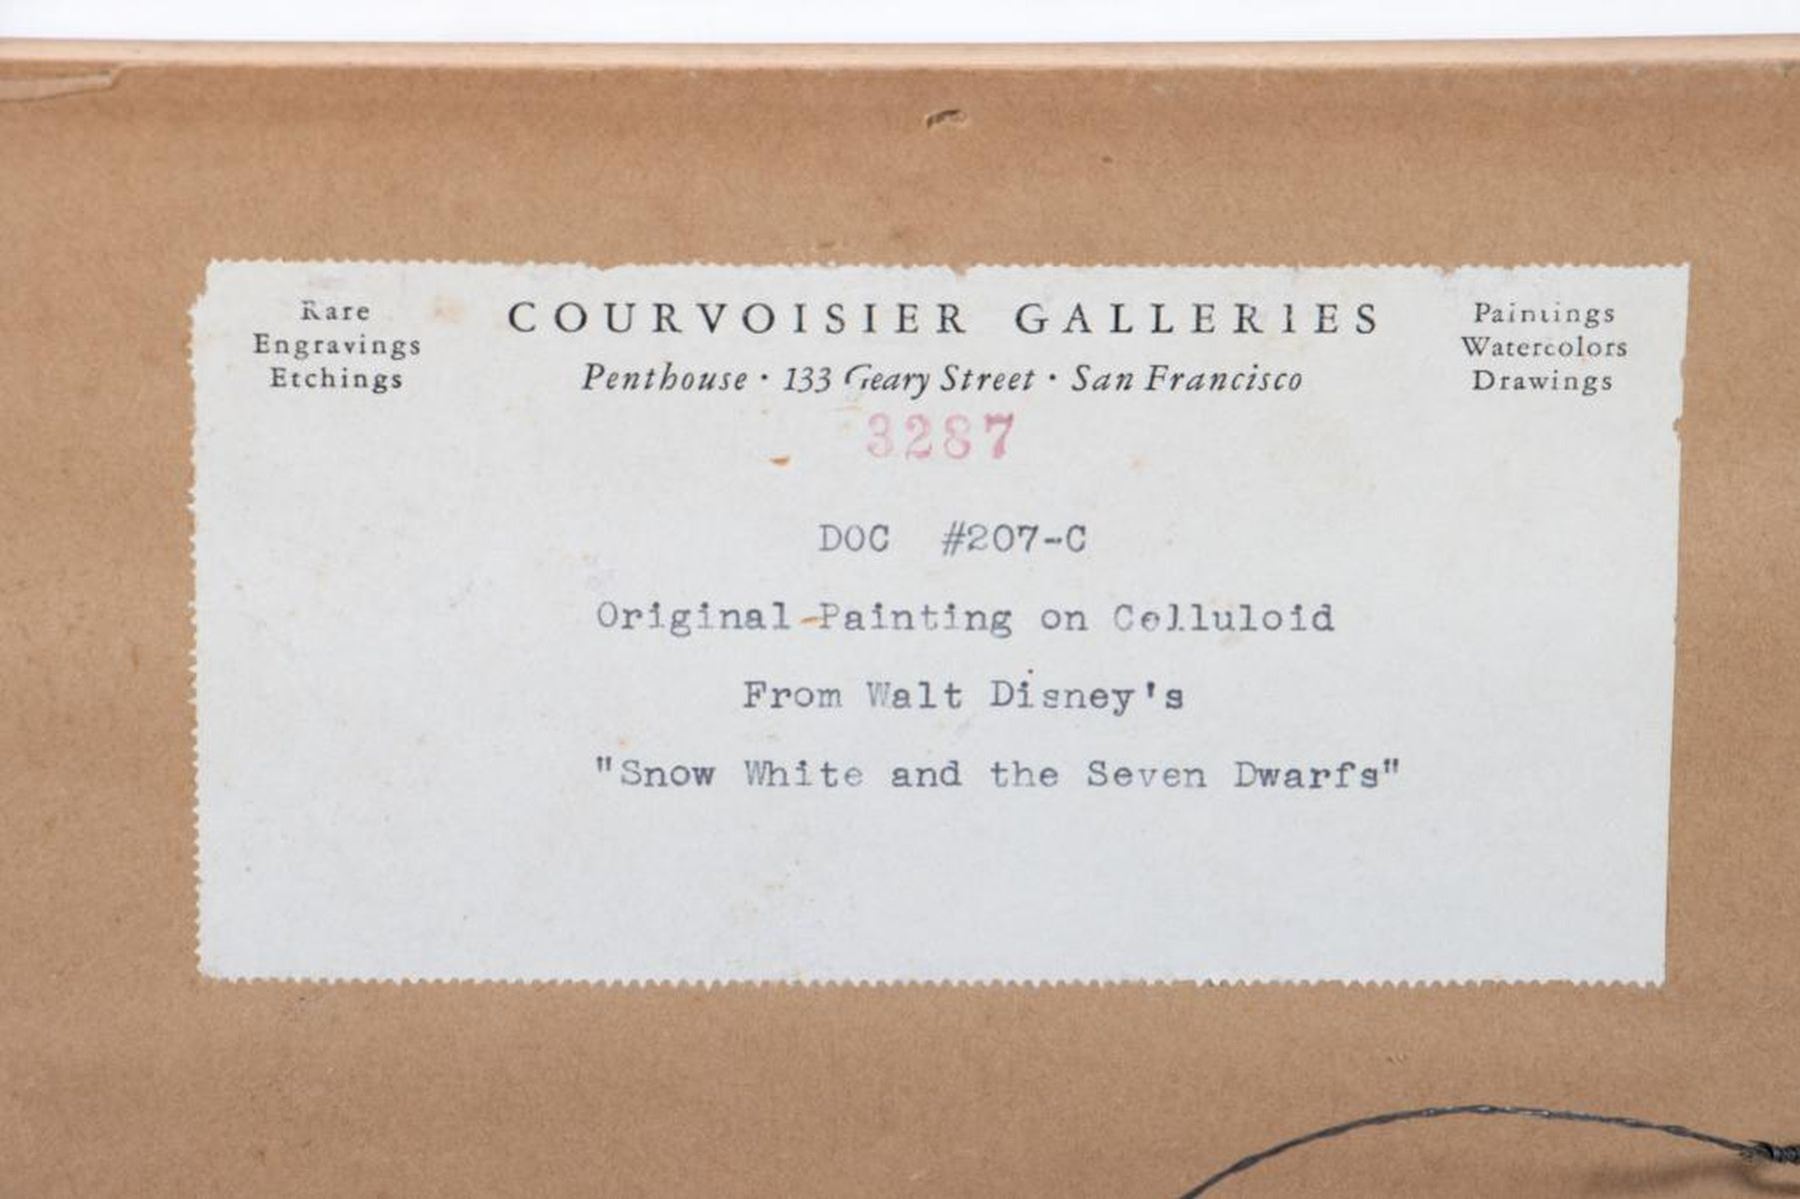 Rare
Engravings
Etchings
COURVOISIER GALLERIES
Penthouse · 133 Geary Street · San Francisco
Paintings
Watercolors
Drawings
3287
DOC #207-C
Original Painting on Celluloid
From Walt Disney's
"Snow White and the Seven Dwarfs"